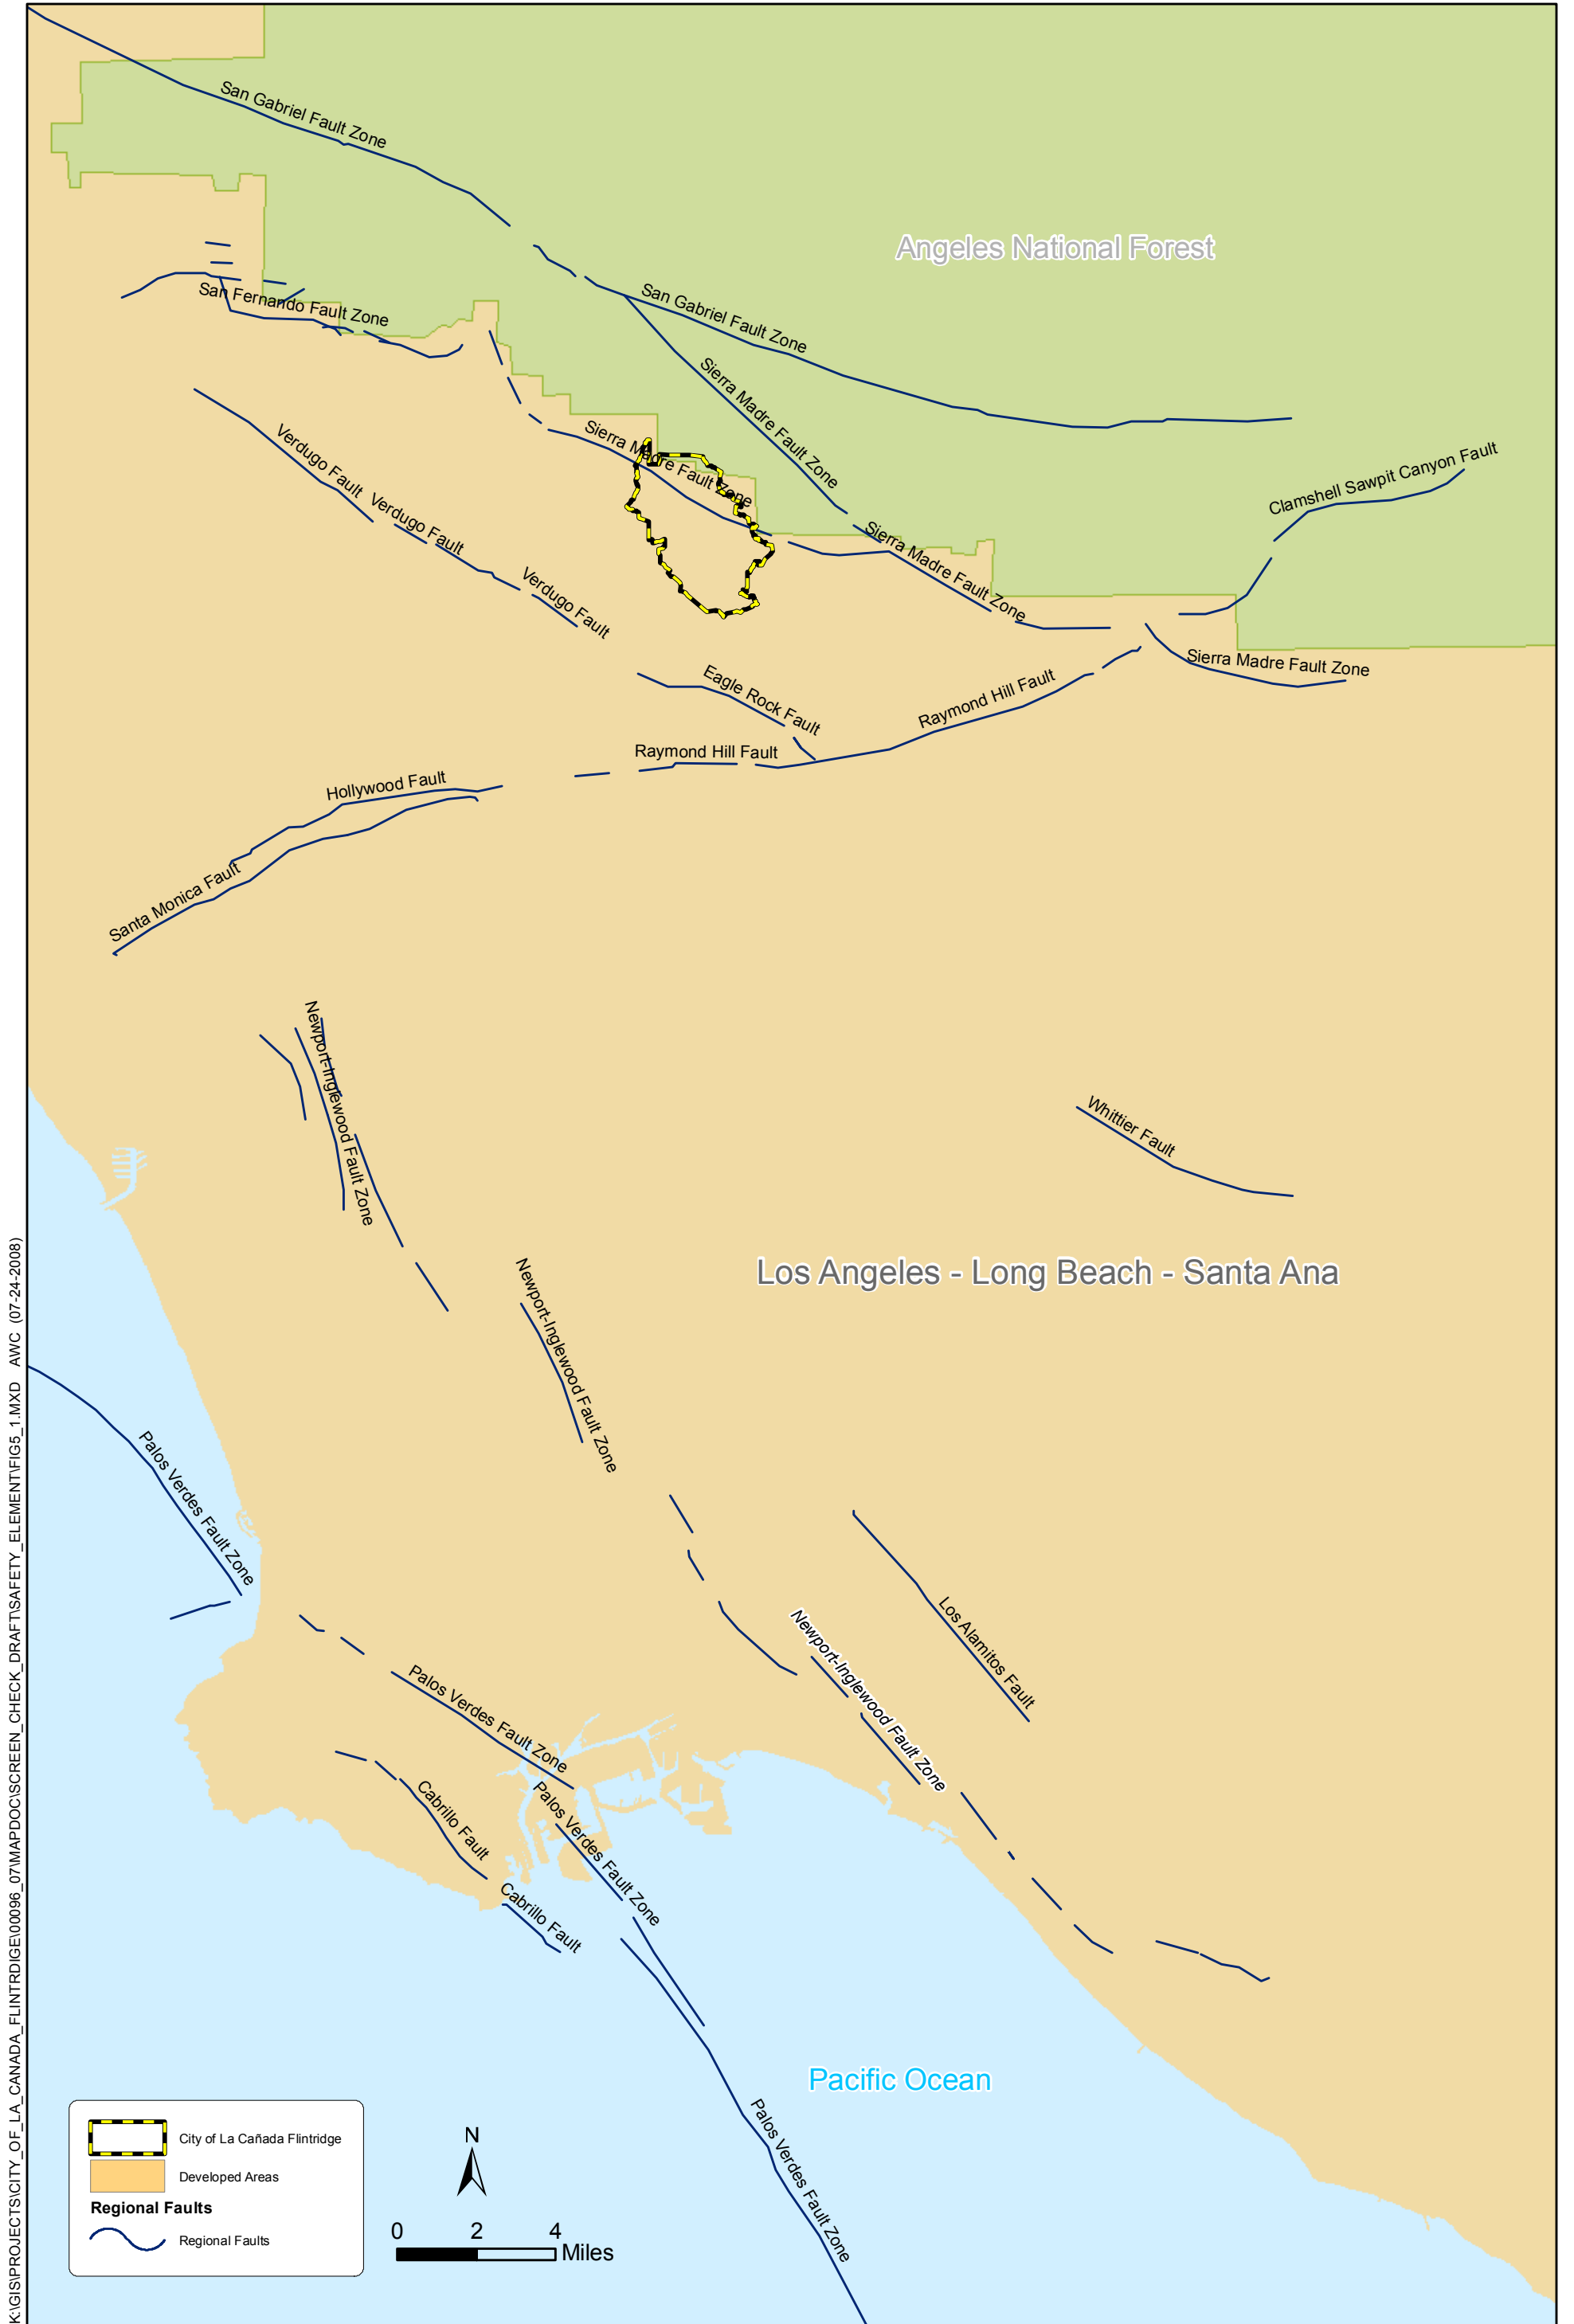 San Gabriel Fault Zone
Angeles National Forest
San Fernando Fault Zone
San Gabriel Fault Zone
Sierra Madre Fault Zone
Verdugo Fault
Sierra Madre Fault Zone
Clamshell Sawpit Canyon Fault
Verdugo Fault
Sierra Madre Fault Zone
Verdugo Fault
Sierra Madre Fault Zone
Eagle Rock Fault
Raymond Hill Fault
Raymond Hill Fault
Hollywood Fault
Santa Monica Fault
Newport-Inglewood Fault Zone
Whittier Fault
Los Angeles - Long Beach - Santa Ana
Newport-Inglewood Fault Zone
Palos Verdes Fault Zone
Los Alamitos Fault
Newport-Inglewood Fault Zone
Palos Verdes Fault Zone
Cabrillo Fault
Palos Verdes Fault Zone
Cabrillo Fault
Pacific Ocean
Palos Verdes Fault Zone
City of La Cañada Flintridge
Developed Areas
Regional Faults
Regional Faults
N
0 2 4
Miles
K:\GIS\PROJECTS\CITY_OF_LA_CANADA_FLINTRDIGE\00096_07\MAPDOC\SCREEN_CHECK_DRAFT\SAFETY_ELEMENT\FIG5_1.MXD AWC (07-24-2008)